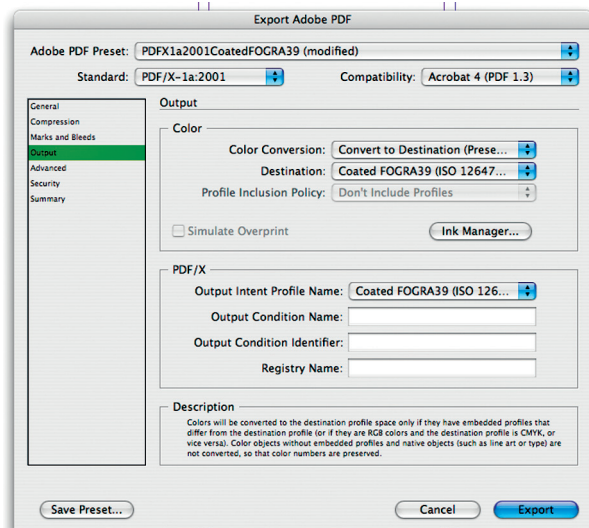 Export Adobe PDF
Adobe PDF Preset: PDFX1a2001CoatedFOGRA39 (modified)
Standard: PDF/X-1a:2001 Compatibility: Acrobat 4 (PDF 1.3)
General
Compression
Marks and Bleeds
Output
Advanced
Security
Summary
Output
Color
Color Conversion: Convert to Destination (Prese...
Destination: Coated FOGRA39 (ISO 12647...
Profile Inclusion Policy: Don't Include Profiles
Simulate Overprint Ink Manager...
PDF/X
Output Intent Profile Name: Coated FOGRA39 (ISO 126...
Output Condition Name:
Output Condition Identifier:
Registry Name:
Description
Colors will be converted to the destination profile space only if they have embedded profiles that
differ from the destination profile (or if they are RGB colors and the destination profile is CMYK, or
vice versa). Color objects without embedded profiles and native objects (such as line art or type) are
not converted, so that color numbers are preserved.
Save Preset... Cancel Export